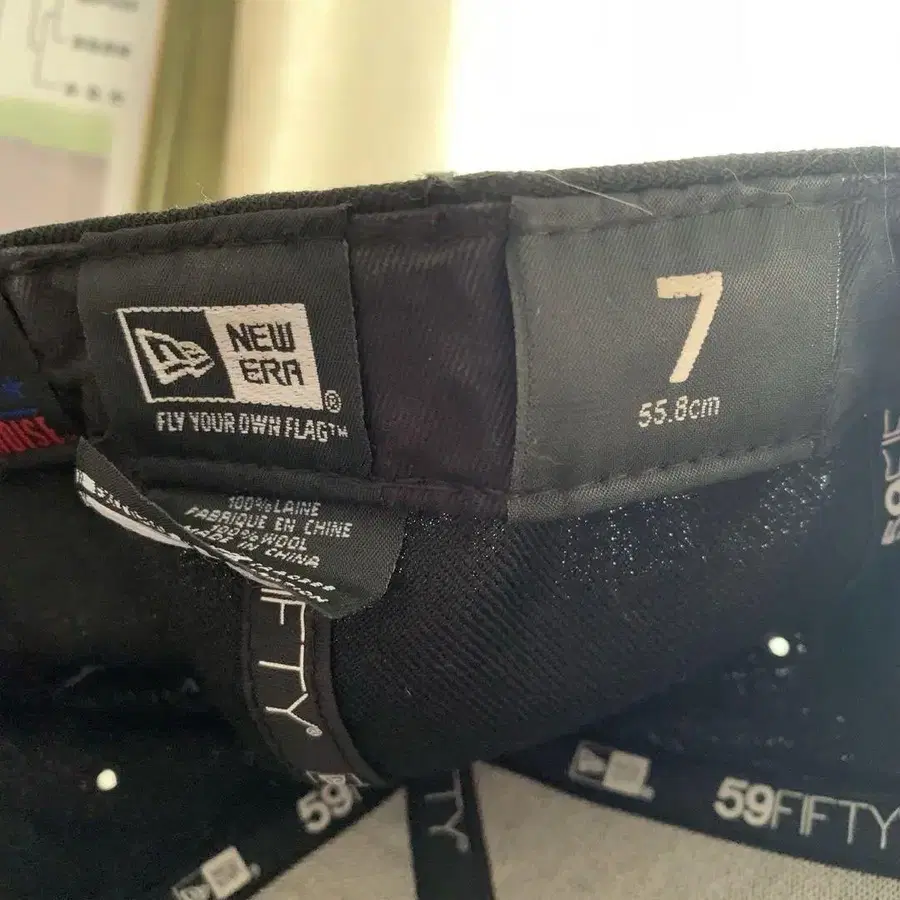 NEW ERA®
FLY YOUR OWN FLAG™
7
55.8cm
100% LAINE
FABRIQUE EN CHINE
100% WOOL
MADE IN CHINA
FIFTY®
59
59FIFTY